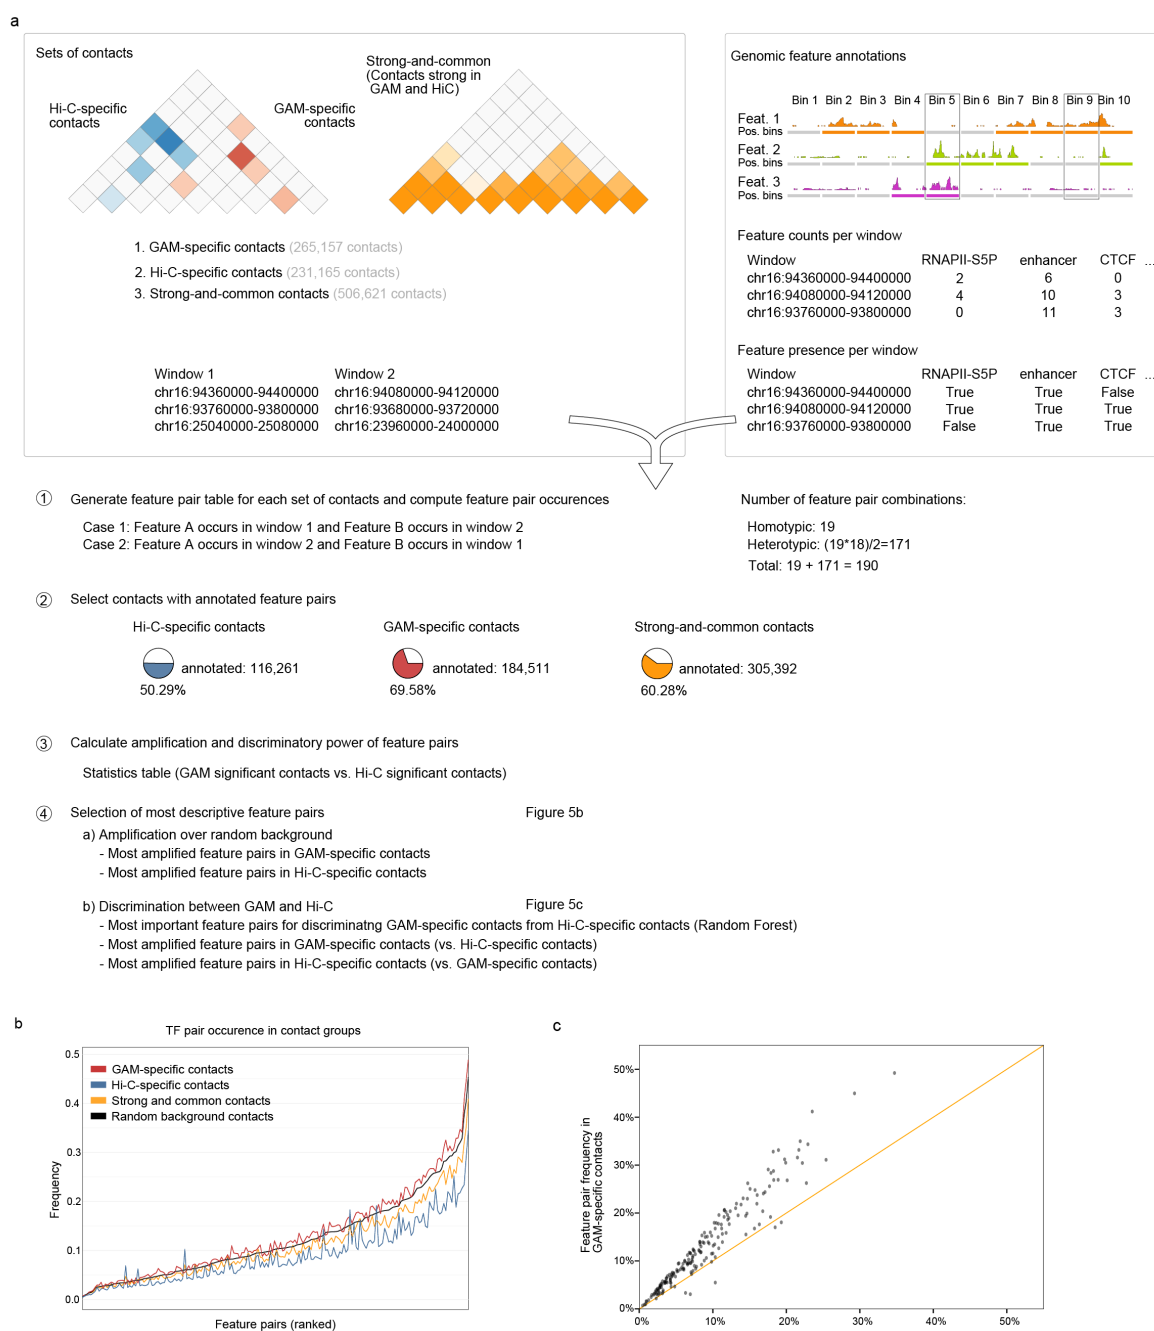 a
Sets of contacts
Hi-C-specific
contacts
GAM-specific
contacts
Strong-and-common
(Contacts strong in
GAM and HiC)
1. GAM-specific contacts (265,157 contacts)
2. Hi-C-specific contacts (231,165 contacts)
3. Strong-and-common contacts (506,621 contacts)
Window 1 Window 2
chr16:94360000-94400000 chr16:94080000-94120000
chr16:93760000-93800000 chr16:93680000-93720000
chr16:25040000-25080000 chr16:23960000-24000000
Genomic feature annotations
Bin 1 Bin 2 Bin 3 Bin 4 Bin 5 Bin 6 Bin 7 Bin 8 Bin 9 Bin 10
Feat. 1
Pos. bins
Feat. 2
Pos. bins
Feat. 3
Pos. bins
Feature counts per window
Window RNAPII-S5P enhancer CTCF ...
chr16:94360000-94400000 2 6 0
chr16:94080000-94120000 4 10 3
chr16:93760000-93800000 0 11 3
Feature presence per window
Window RNAPII-S5P enhancer CTCF ...
chr16:94360000-94400000 True True False
chr16:94080000-94120000 True True True
chr16:93760000-93800000 False True True
1 Generate feature pair table for each set of contacts and compute feature pair occurences
Case 1: Feature A occurs in window 1 and Feature B occurs in window 2
Case 2: Feature A occurs in window 2 and Feature B occurs in window 1
Number of feature pair combinations:
Homotypic: 19
Heterotypic: (19*18)/2=171
Total: 19 + 171 = 190
2 Select contacts with annotated feature pairs
Hi-C-specific contacts GAM-specific contacts Strong-and-common contacts
annotated: 116,261 annotated: 184,511 annotated: 305,392
50.29% 69.58% 60.28%
3 Calculate amplification and discriminatory power of feature pairs
Statistics table (GAM significant contacts vs. Hi-C significant contacts)
4 Selection of most descriptive feature pairs Figure 5b
a) Amplification over random background
- Most amplified feature pairs in GAM-specific contacts
- Most amplified feature pairs in Hi-C-specific contacts
b) Discrimination between GAM and Hi-C Figure 5c
- Most important feature pairs for discriminatng GAM-specific contacts from Hi-C-specific contacts (Random Forest)
- Most amplified feature pairs in GAM-specific contacts (vs. Hi-C-specific contacts)
- Most amplified feature pairs in Hi-C-specific contacts (vs. GAM-specific contacts)
b
TF pair occurence in contact groups
GAM-specific contacts
Hi-C-specific contacts
Strong and common contacts
Random background contacts
0.5
0.4
0.3
0.2
0.1
0.0
Frequency
Feature pairs (ranked)
c
Feature pair frequency in
GAM-specific contacts
50%
40%
30%
20%
10%
0%
0% 10% 20% 30% 40% 50%